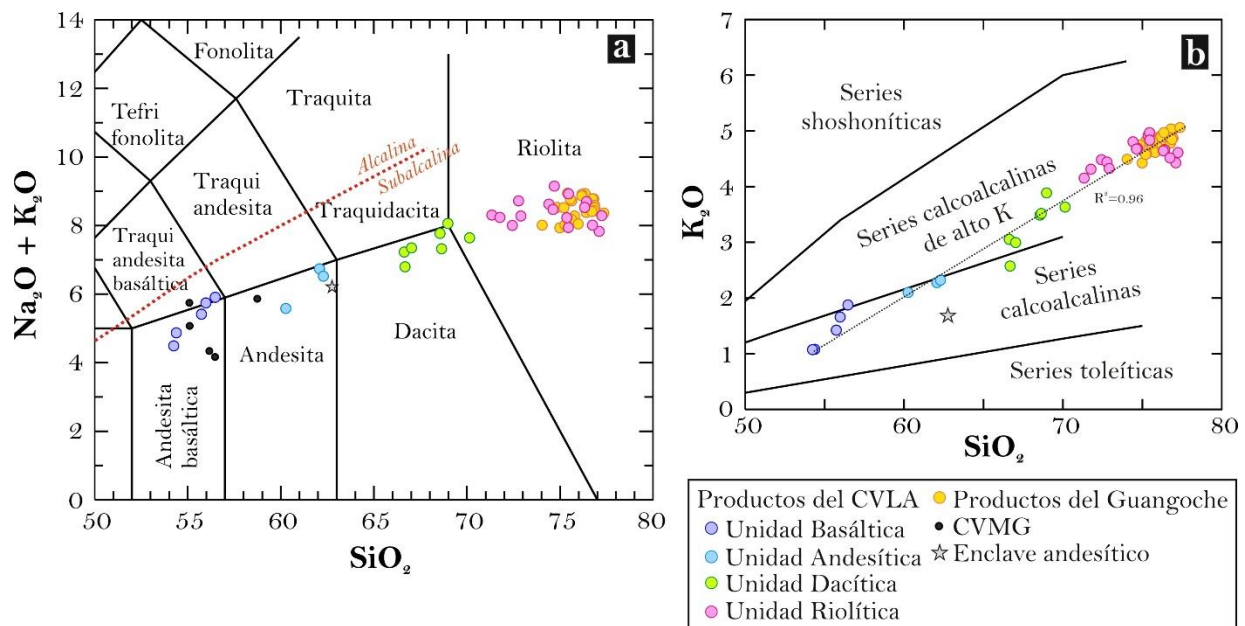 a
Na₂O + K₂O
14
12
10
8
6
4
2
0
Fonolita
Tefri
fonolita
Traquita
Traqui
andesita
Traqui
andesita
basáltica
Alcalina
Subalcalina
Traquidacita
Riolita
Andesita
basáltica
Andesita
Dacita
50 55 60 65 70 75 80
SiO₂
b
K₂O
7
6
5
4
3
2
1
0
Series
shoshoníticas
Series calcoalcalinas
de alto K
R²=0.96
Series
calcoalcalinas
Series toleíticas
50 60 70 80
SiO₂
Productos del CVLA
Unidad Basáltica
Unidad Andesítica
Unidad Dacítica
Unidad Riolítica
Productos del Guangoche
CVMG
Enclave andesítico